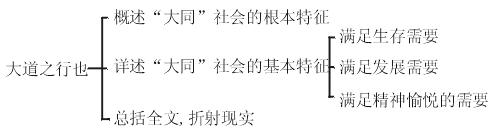 概述“大同”社会的根本特征
满足生存需要
大道之行也
详述“大同”社会的基本特征
满足发展需要
满足精神愉悦的需要
总括全文,折射现实